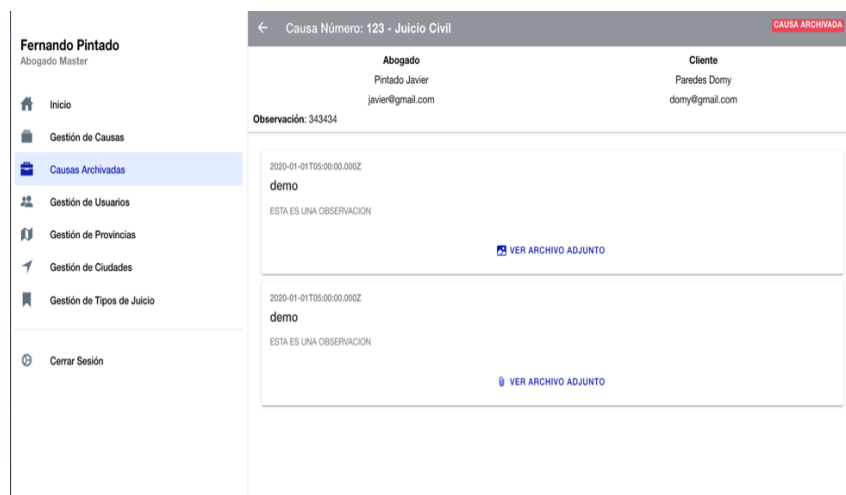 Fernando Pintado
Abogado Master
Inicio
Gestión de Causas
Causas Archivadas
Gestión de Usuarios
Gestión de Provincias
Gestión de Ciudades
Gestión de Tipos de Juicio
Cerrar Sesión
Causa Número: 123 - Juicio Civil
CAUSA ARCHIVADA
Abogado
Pintado Javier
javier@gmail.com
Cliente
Paredes Domy
domy@gmail.com
Observación: 343434
2020-01-01T05:00:00.000Z
demo
ESTA ES UNA OBSERVACION
VER ARCHIVO ADJUNTO
2020-01-01T05:00:00.000Z
demo
ESTA ES UNA OBSERVACION
VER ARCHIVO ADJUNTO